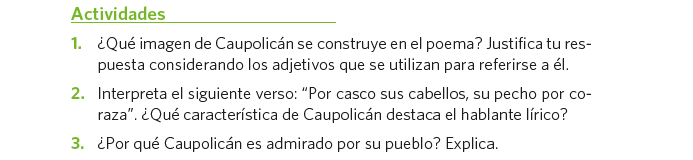 Actividades
1. ¿Qué imagen de Caupolicán se construye en el poema? Justifica tu res-
puesta considerando los adjetivos que se utilizan para referirse a él.
2. Interpreta el siguiente verso: “Por casco sus cabellos, su pecho por co-
raza”. ¿Qué característica de Caupolicán destaca el hablante lírico?
3. ¿Por qué Caupolicán es admirado por su pueblo? Explica.